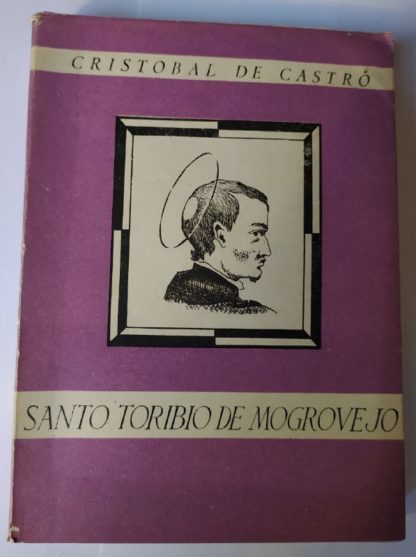 CRISTOBAL DE CASTRO
SANTO TORIBIO DE MOGROVEJO